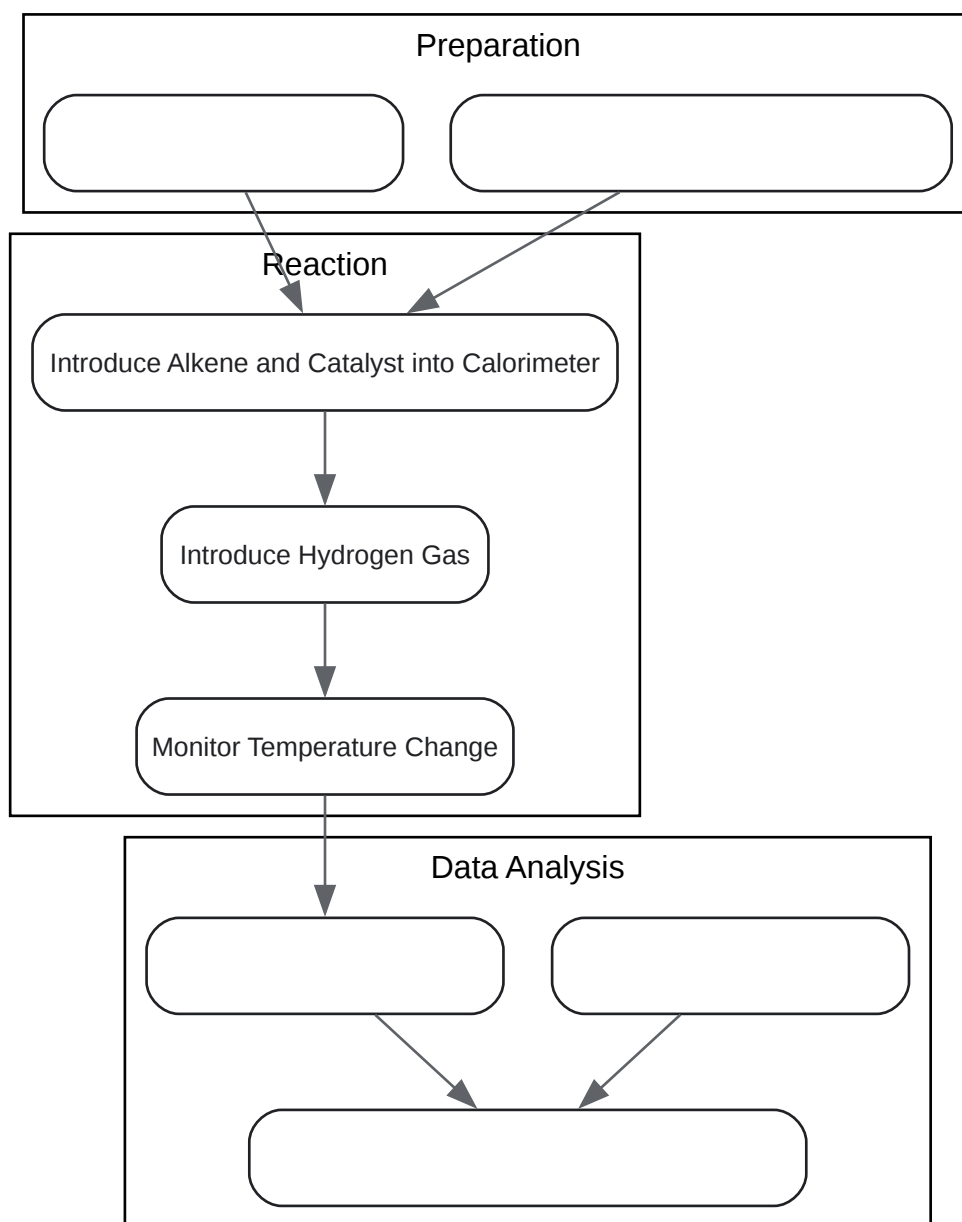 Preparation
Reaction
Introduce Alkene and Catalyst into Calorimeter
Introduce Hydrogen Gas
Monitor Temperature Change
Data Analysis